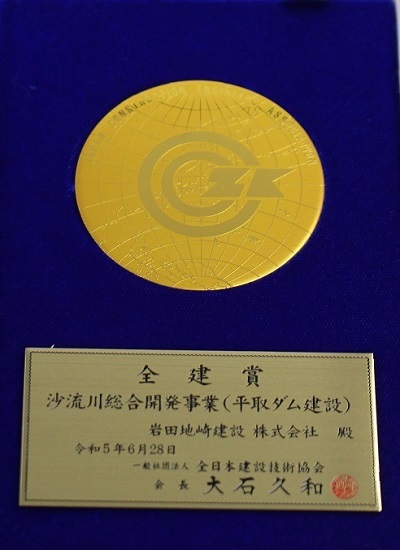 全建賞
沙流川総合開発事業(平取ダム建設)
岩田地崎建設 株式会社 殿
令和5年6月28日
一般社団法人 全日本建設技術協会
会長 大石久和